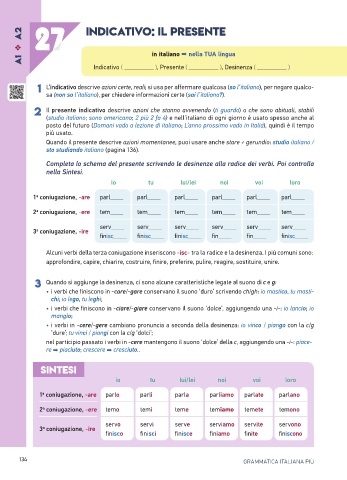 A1 ❖ A2
27 INDICATIVO: IL PRESENTE
in italiano ➡ nella TUA lingua
Indicativo ( __________ ), Presente ( __________ ), Desinenza ( __________ )
1 L'indicativo descrive azioni certe, reali, si usa per affermare qualcosa (so l'italiano), per negare qualco-
sa (non so l'italiano), per chiedere informazioni certe (sai l'italiano?).
2 Il presente indicativo descrive azioni che stanno avvenendo (ti guardo) o che sono abituali, stabili
(studio italiano; sono americano; 2 più 2 fa 4) e nell'italiano di ogni giorno è usato spesso anche al
posto del futuro (Domani vado a lezione di italiano; L'anno prossimo vado in Italia), quindi è il tempo
più usato.
Quando il presente descrive azioni momentanee, puoi usare anche stare + gerundio: studio italiano /
sto studiando italiano (pagina 136).
Completa lo schema del presente scrivendo le desinenze alla radice dei verbi. Poi controlla
nella Sintesi.
io tu lui/lei noi voi loro
1ª coniugazione, -are parl____ parl____ parl____ parl____ parl____ parl____
2ª coniugazione, -ere tem____ tem____ tem____ tem____ tem____ tem____
3ª coniugazione, -ire serv____ serv____ serv____ serv____ serv____ serv____
finisc____ finisc____ finisc____ fin____ fin____ finisc____
Alcuni verbi della terza coniugazione inseriscono -isc- tra la radice e la desinenza. I più comuni sono:
approfondire, capire, chiarire, costruire, finire, preferire, pulire, reagire, sostituire, unire.
3 Quando si aggiunge la desinenza, ci sono alcune caratteristiche legate al suono di c e g:
• i verbi che finiscono in -care/-gare conservano il suono 'duro' scrivendo ch/gh: io mastico, tu masti-
chi; io lego, tu leghi;
• i verbi che finiscono in -ciare/-giare conservano il suono 'dolce', aggiungendo una -i-: io lancio; io
mangio;
• i verbi in -cere/-gere cambiano pronuncia a seconda della desinenza: io vinco / piango con la c/g
'dure'; tu vinci / piangi con la c/g 'dolci';
nel participio passato i verbi in -cere mantengono il suono 'dolce' della c, aggiungendo una -i-: piace-
re ➡ piaciuto; crescere ➡ cresciuto.
SINTESI
io tu lui/lei noi voi loro
1ª coniugazione, -are parlo parli parla parliamo parlate parlano
2ª coniugazione, -ere temo temi teme temiamo temete temono
3ª coniugazione, -ire servo servi serve serviamo servite servono
finisco finisci finisce finiamo finite finiscono
134
GRAMMATICA ITALIANA PIÙ